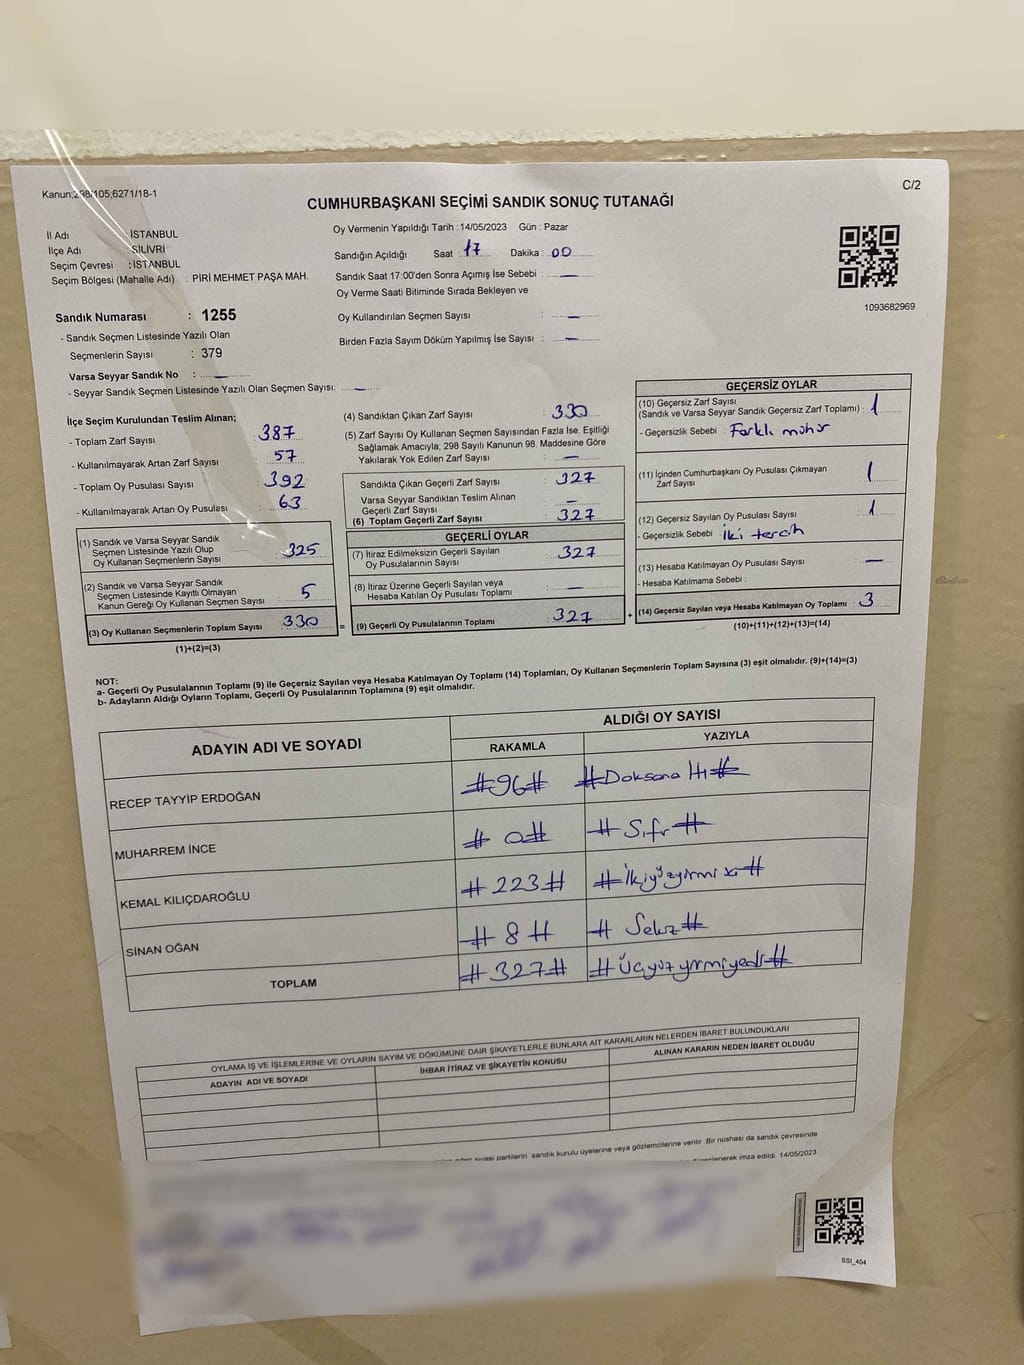 Kanun;298/105;6271/18-1
C/2
CUMHURBAŞKANI SEÇİMİ SANDIK SONUÇ TUTANAĞI
İl Adı : İSTANBUL
İlçe Adı : SİLİVRİ
Seçim Çevresi : İSTANBUL
Seçim Bölgesi (Mahalle Adı) : PİRİ MEHMET PAŞA MAH.
Oy Vermenin Yapıldığı Tarih :14/05/2023 Gün : Pazar
Sandığın Açıldığı Saat : 17 Dakika : 00
Sandık Saat 17:00'den Sonra Açımış İse Sebebi : —
Oy Verme Saati Bitiminde Sırada Bekleyen ve
Oy Kullandırılan Seçmen Sayısı : —
Birden Fazla Sayım Döküm Yapılmış İse Sayısı : —
1093682969
Sandık Numarası : 1255
- Sandık Seçmen Listesinde Yazılı Olan
Seçmenlerin Sayısı : 379
Varsa Seyyar Sandık No : —
- Seyyar Sandık Seçmen Listesinde Yazılı Olan Seçmen Sayısı: —
İlçe Seçim Kurulundan Teslim Alınan;
- Toplam Zarf Sayısı : 387
- Kullanılmayarak Artan Zarf Sayısı : 57
- Toplam Oy Pusulası Sayısı : 392
- Kullanılmayarak Artan Oy Pusulası : 63
(1) Sandık ve Varsa Seyyar Sandık
Seçmen Listesinde Yazılı Olup
Oy Kullanan Seçmenlerin Sayısı : 325
(2) Sandık ve Varsa Seyyar Sandık
Seçmen Listesinde Kayıtlı Olmayan
Kanun Gereği Oy Kullanan Seçmen Sayısı : 5
(3) Oy Kullanan Seçmenlerin Toplam Sayısı : 330
(1)+(2)=(3)
(4) Sandıktan Çıkan Zarf Sayısı : 330
(5) Zarf Sayısı Oy Kullanan Seçmen Sayısından Fazla İse, Eşitliği
Sağlamak Amacıyla; 298 Sayılı Kanunun 98. Maddesine Göre
Yakılarak Yok Edilen Zarf Sayısı : —
Sandıkta Çıkan Geçerli Zarf Sayısı : 327
Varsa Seyyar Sandıktan Teslim Alınan
Geçerli Zarf Sayısı : —
(6) Toplam Geçerli Zarf Sayısı : 327
GEÇERLİ OYLAR
(7) İtiraz Edilmeksizin Geçerli Sayılan
Oy Pusulalarının Sayısı : 327
(8) İtiraz Üzerine Geçerli Sayılan veya
Hesaba Katılan Oy Pusulası Toplamı : —
= (9) Geçerli Oy Pusulalarının Toplamı : 327 +
GEÇERSİZ OYLAR
(10) Geçersiz Zarf Sayısı
(Sandık ve Varsa Seyyar Sandık Geçersiz Zarf Toplamı) : 1
- Geçersizlik Sebebi : Farklı mühür
(11) İçinden Cumhurbaşkanı Oy Pusulası Çıkmayan
Zarf Sayısı : 1
(12) Geçersiz Sayılan Oy Pusulası Sayısı : 1
- Geçersizlik Sebebi : İki tercih
(13) Hesaba Katılmayan Oy Pusulası Sayısı : —
- Hesaba Katılmama Sebebi :
(14) Geçersiz Sayılan veya Hesaba Katılmayan Oy Toplamı : 3
(10)+(11)+(12)+(13)=(14)
NOT:
a- Geçerli Oy Pusulalarının Toplamı (9) ile Geçersiz Sayılan veya Hesaba Katılmayan Oy Toplamı (14) Toplamları, Oy Kullanan Seçmenlerin Toplam Sayısına (3) eşit olmalıdır. (9)+(14)=(3)
b- Adayların Aldığı Oyların Toplamı, Geçerli Oy Pusulalarının Toplamına (9) eşit olmalıdır.
ADAYIN ADI VE SOYADI
ALDIĞI OY SAYISI
RAKAMLA YAZIYLA
RECEP TAYYİP ERDOĞAN #96# #Doksana ltı#
MUHARREM İNCE # 0# # Sıfır #
KEMAL KILIÇDAROĞLU # 223 # #İkiyüzyirmi #
SİNAN OĞAN # 8 # # Sekiz #
TOPLAM # 327 # # Üçyüzyirmiyedi #
OYLAMA İŞ VE İŞLEMLERİNE VE OYLARIN SAYIM VE DÖKÜMÜNE DAİR ŞİKAYETLERLE BUNLARA AİT KARARLARIN NELERDEN İBARET BULUNDUKLARI
ADAYIN ADI VE SOYADI İHBAR İTİRAZ VE ŞİKAYETİN KONUSU ALINAN KARARIN NEDEN İBARET OLDUĞU
siyasi partilerin sandık kurulu üyelerine veya gözlemcilerine verilir. Bir nüshası da sandık çevresinde
düzenlenerek imza edildi. 14/05/2023
SSI_404